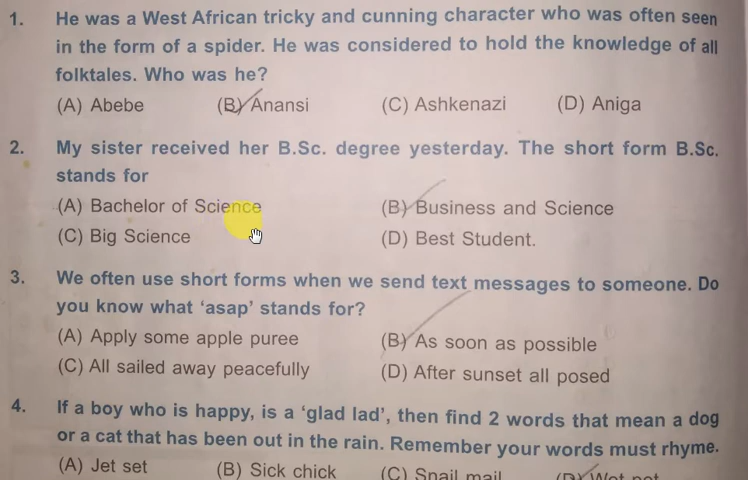 1. He was a West African tricky and cunning character who was often seen
in the form of a spider. He was considered to hold the knowledge of all
folktales. Who was he?
(A) Abebe (B) Anansi (C) Ashkenazi (D) Aniga
2. My sister received her B.Sc. degree yesterday. The short form B.Sc.
stands for
(A) Bachelor of Science (B) Business and Science
(C) Big Science (D) Best Student.
3. We often use short forms when we send text messages to someone. Do
you know what 'asap' stands for?
(A) Apply some apple puree (B) As soon as possible
(C) All sailed away peacefully (D) After sunset all posed
4. If a boy who is happy, is a 'glad lad', then find 2 words that mean a dog
or a cat that has been out in the rain. Remember your words must rhyme.
(A) Jet set (B) Sick chick (C) Snail mail (D) Wet pet